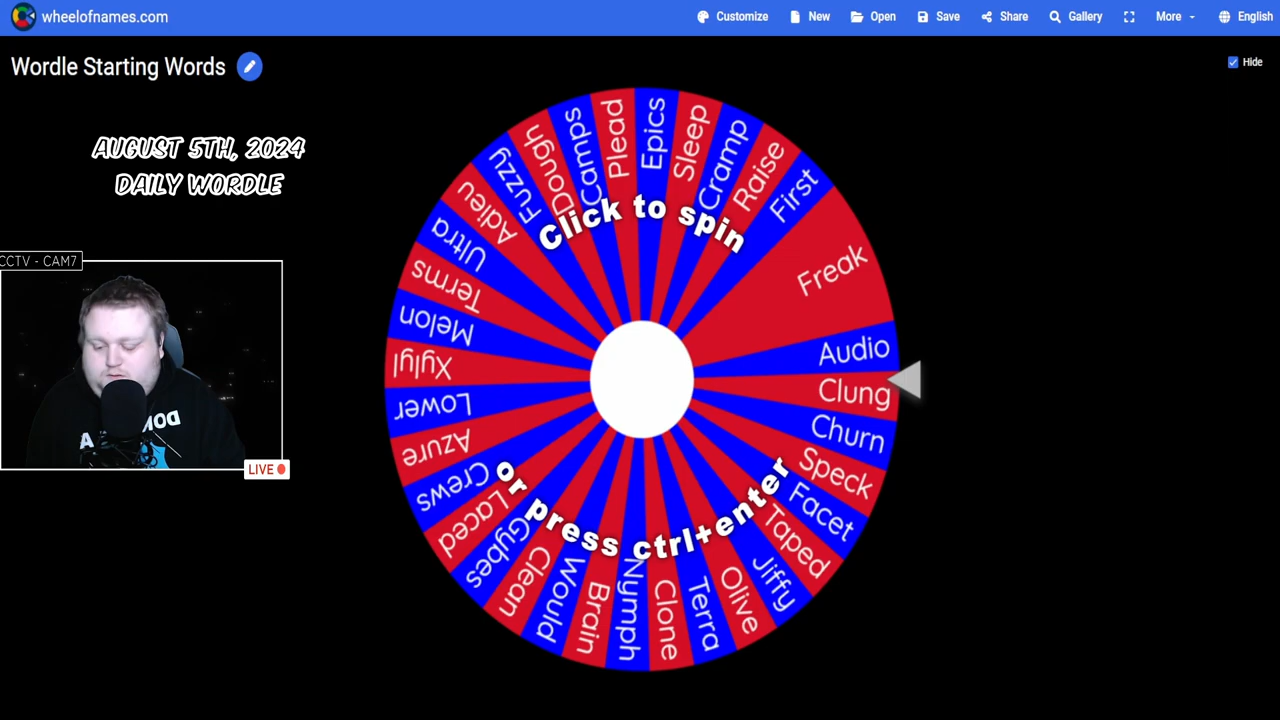 wheelofnames.com
Customize
New
Open
Save
Share
Gallery
More
English
Wordle Starting Words
Hide
AUGUST 5TH, 2024
DAILY WORDLE
CCTV - CAM7
LIVE
Click to spin
or press ctrl+enter
Epics
Sleep
Cramp
Raise
First
Freak
Audio
Clung
Churn
Speck
Facet
Taped
Jiffy
Olive
Terra
Clone
Nymph
Brain
Would
Clean
Gybes
Laced
Crews
Azure
Lower
Xylyl
Melon
Terms
Ultra
Adieu
Fuzzy
Dough
Camps
Plead